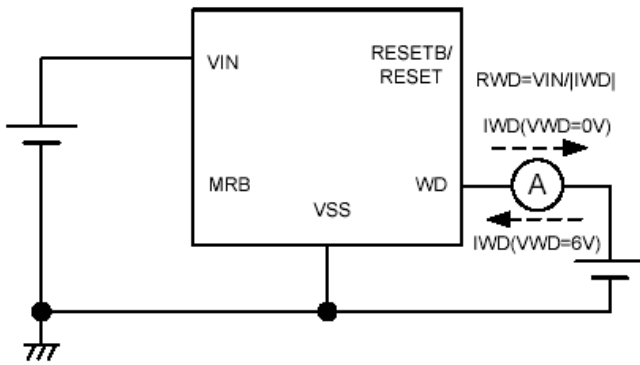 VIN
RESETB/
RESET
RWD=VIN/|IWD|
IWD(VWD=0V)
MRB
WD
A
VSS
IWD(VWD=6V)